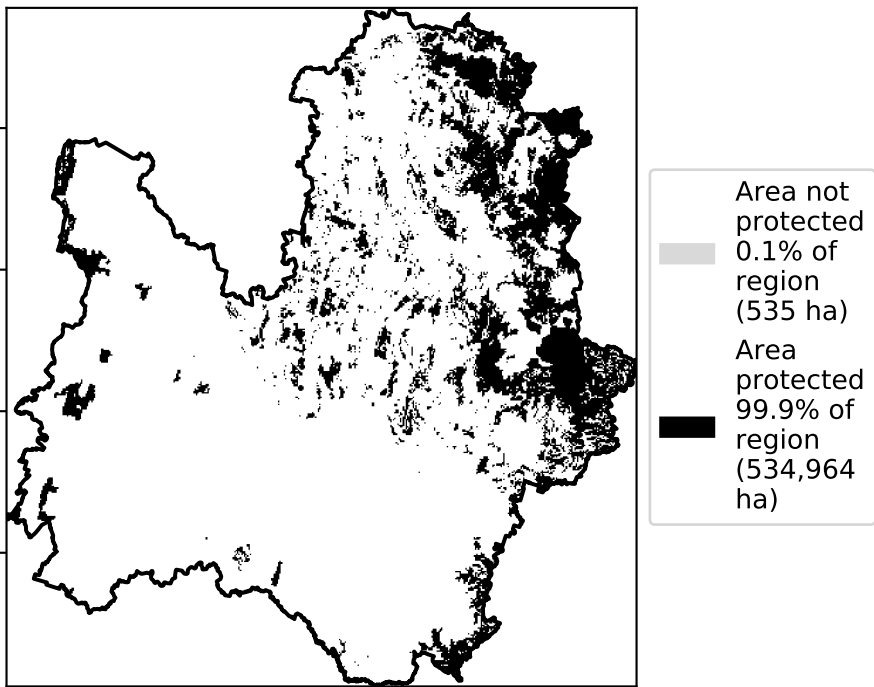 Area not
protected
0.1% of
region
(535 ha)
Area
protected
99.9% of
region
(534,964
ha)